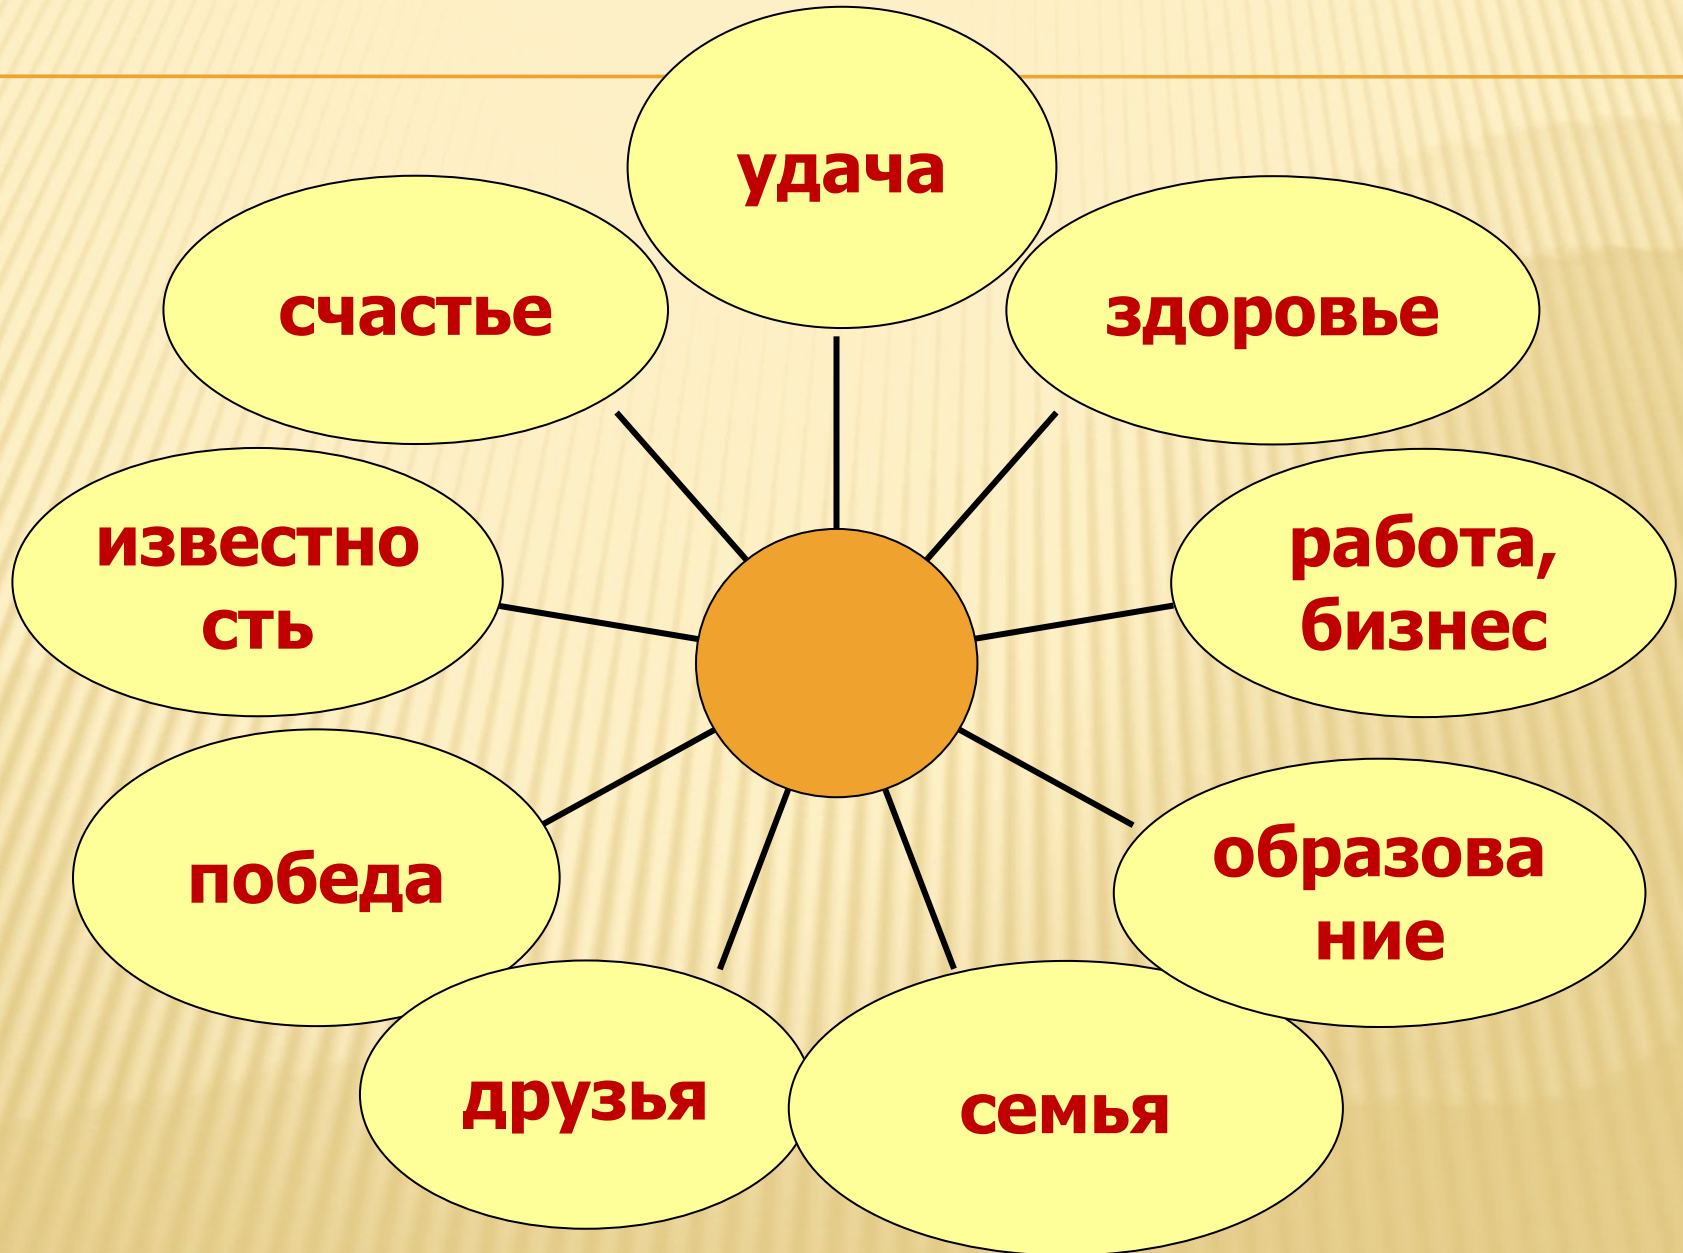 удача
счастье
здоровье
известно
сть
работа,
бизнес
победа
образова
ние
друзья
семья